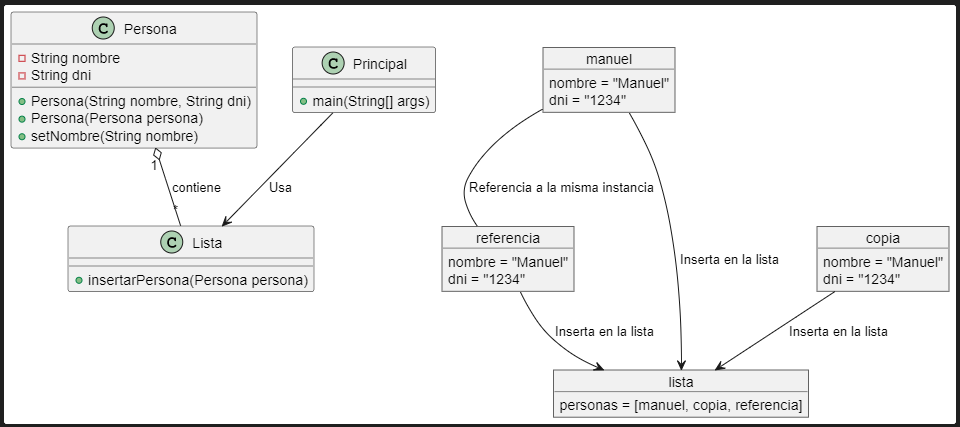 C Persona
String nombre
String dni
Persona(String nombre, String dni)
Persona(Persona persona)
setNombre(String nombre)
C Principal
main(String[] args)
1
contiene
*
Usa
C Lista
insertarPersona(Persona persona)
manuel
nombre = "Manuel"
dni = "1234"
Referencia a la misma instancia
referencia
nombre = "Manuel"
dni = "1234"
Inserta en la lista
copia
nombre = "Manuel"
dni = "1234"
Inserta en la lista
Inserta en la lista
lista
personas = [manuel, copia, referencia]